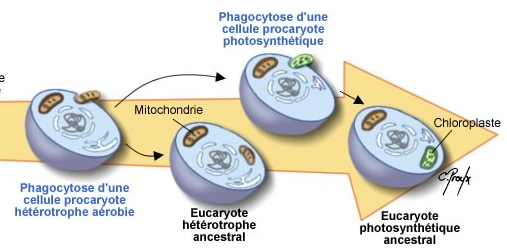 Phagocytose d'une
cellule procaryote
photosynthétique
Mitochondrie
Chloroplaste
Phagocytose d'une
cellule procaryote
hétérotrophe aérobie
Eucaryote
hétérotrophe
ancestral
Eucaryote
photosynthétique
ancestral